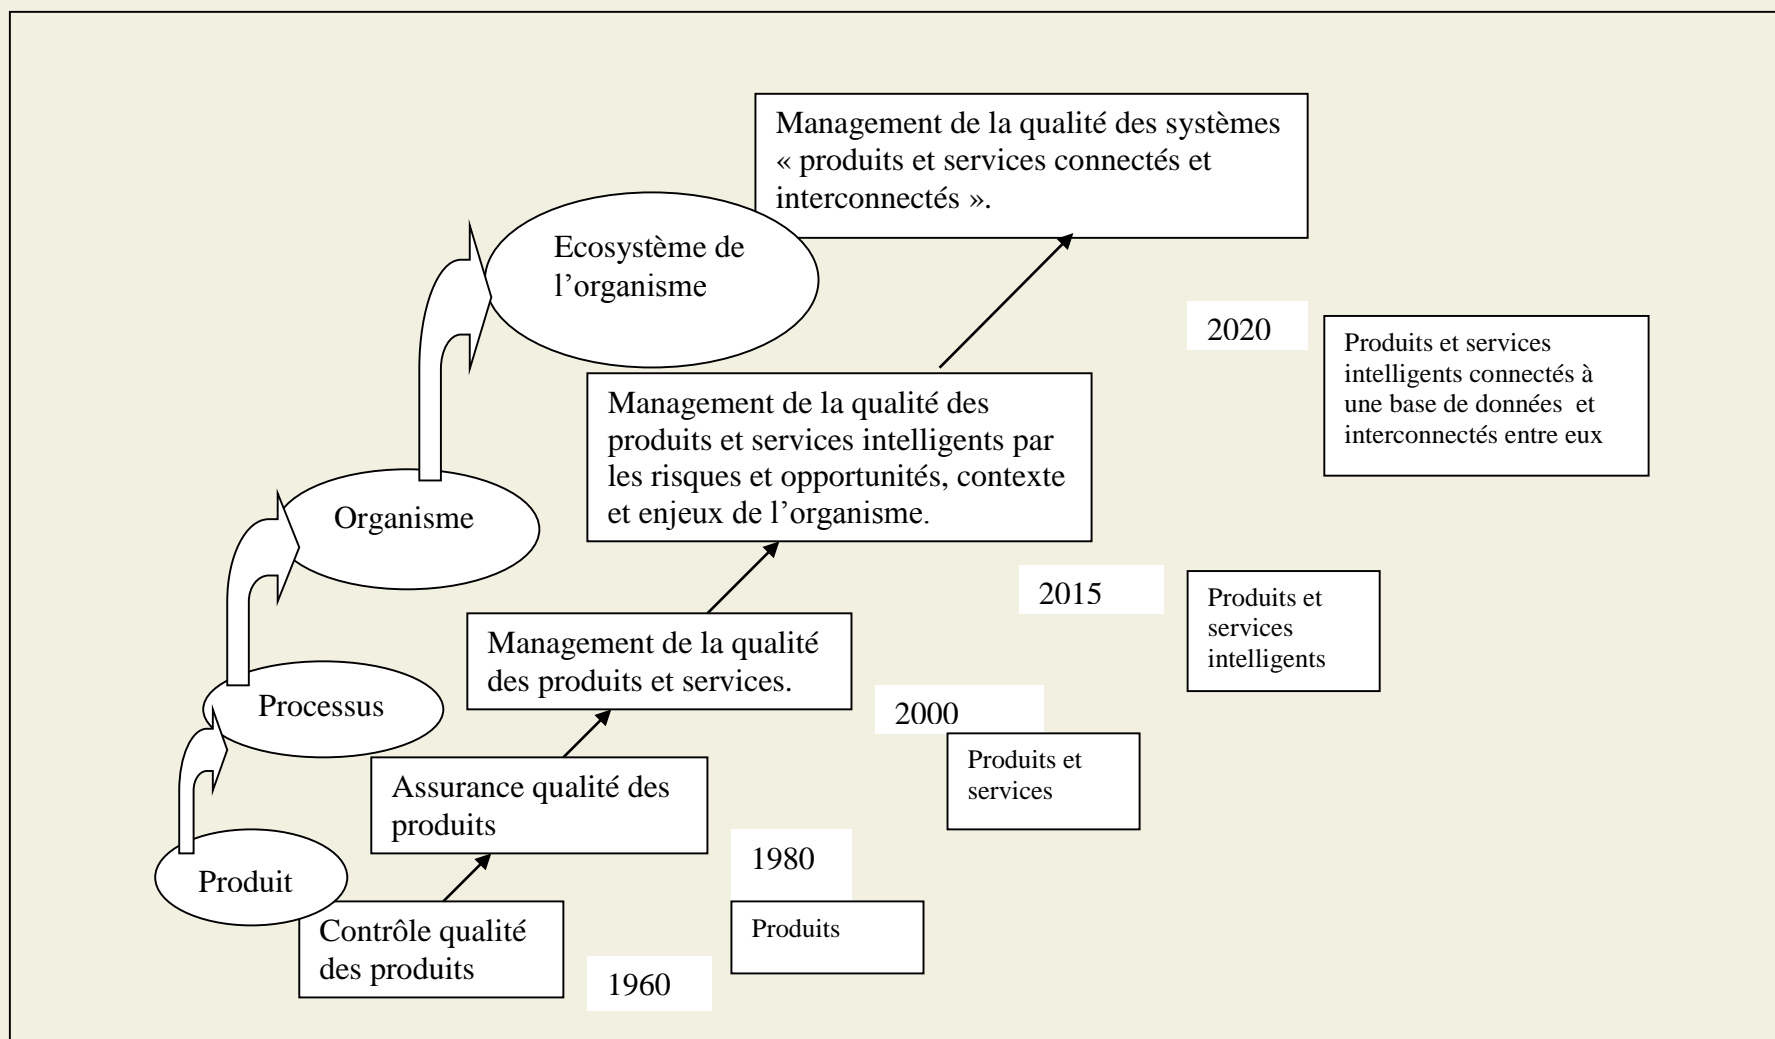 Management de la qualité des systèmes
« produits et services connectés et
interconnectés ».
Ecosystème de
l’organisme
2020
Produits et services
intelligents connectés à
une base de données  et
interconnectés entre eux
Management de la qualité des
produits et services intelligents par
les risques et opportunités, contexte
et enjeux de l’organisme.
Organisme
2015
Produits et
services
intelligents
Management de la qualité
des produits et services.
Processus
2000
Produits et
services
Assurance qualité des
produits
1980
Produit
Produits
Contrôle qualité
des produits
1960